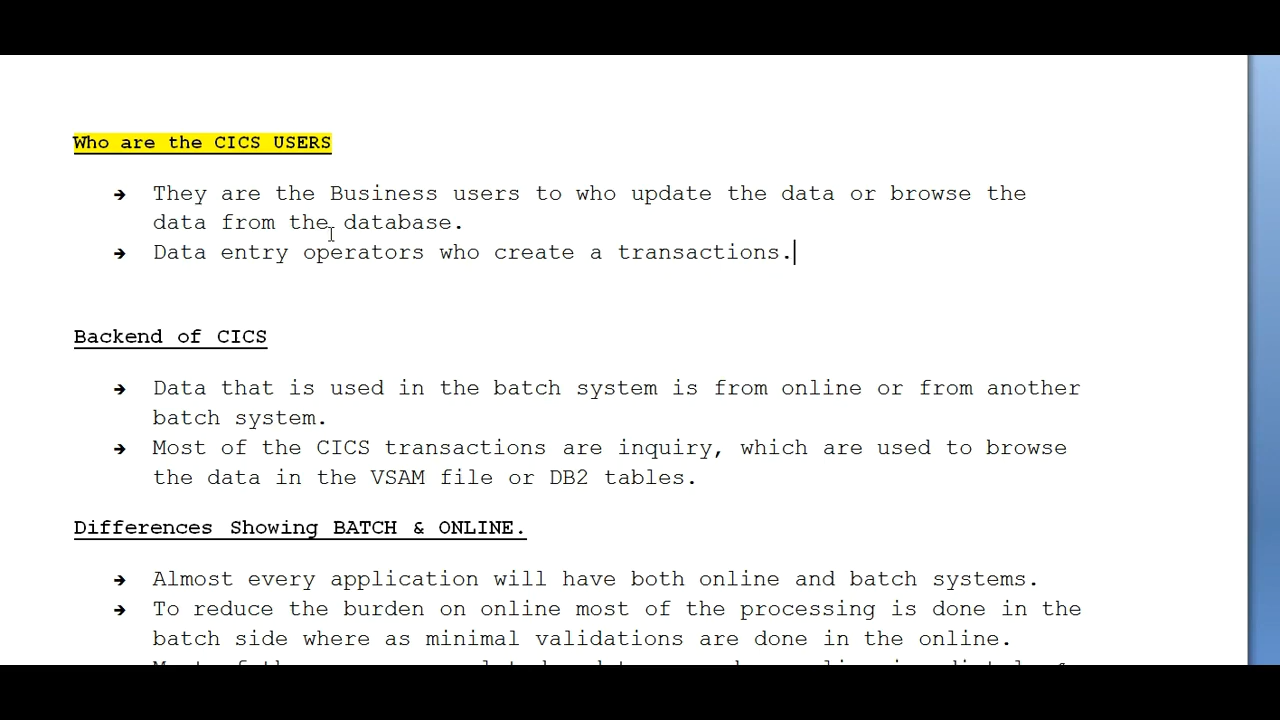 Who are the CICS USERS
→ They are the Business users to who update the data or browse the
data from the database.
→ Data entry operators who create a transactions.
Backend of CICS
→ Data that is used in the batch system is from online or from another
batch system.
→ Most of the CICS transactions are inquiry, which are used to browse
the data in the VSAM file or DB2 tables.
Differences Showing BATCH & ONLINE.
→ Almost every application will have both online and batch systems.
→ To reduce the burden on online most of the processing is done in the
batch side where as minimal validations are done in the online.